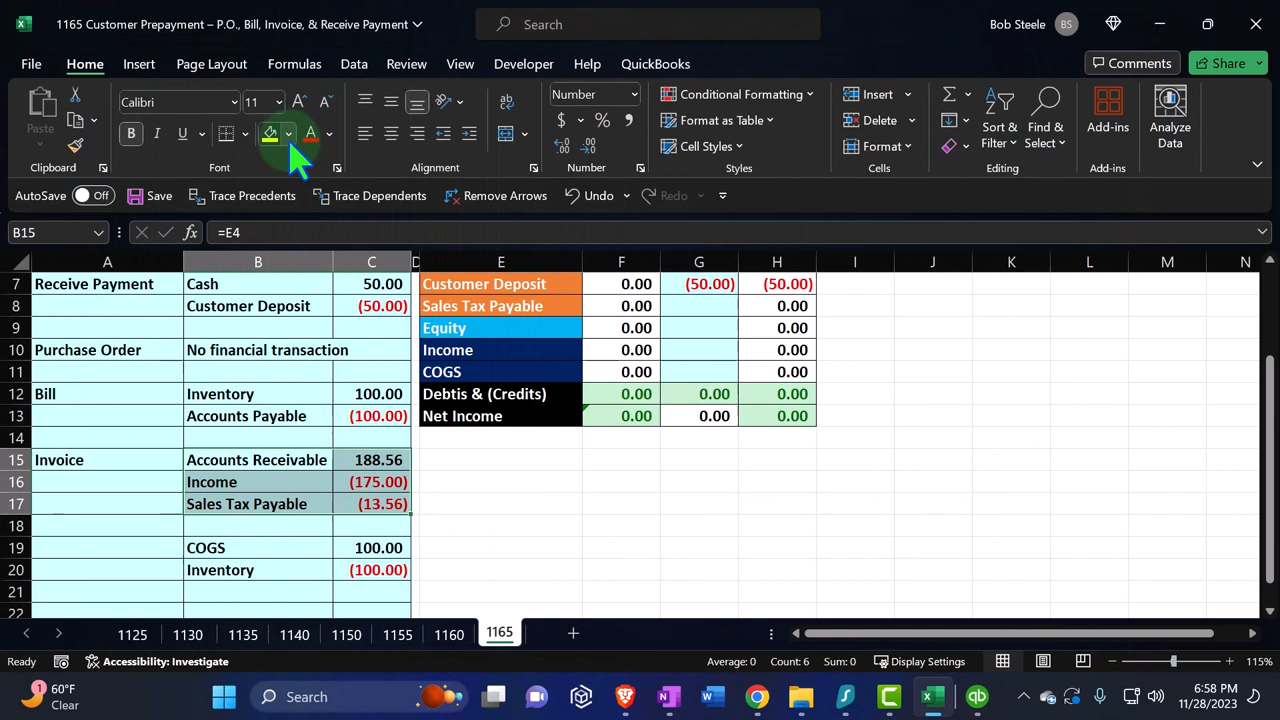 1165 Customer Prepayment – P.O., Bill, Invoice, & Receive Payment
Search
Bob Steele
BS
File Home Insert Page Layout Formulas Data Review View Developer Help QuickBooks
Comments
Share
Paste
Clipboard
Calibri
11
B I U
A
Font
Alignment
Number
$ % ,
Number
Conditional Formatting
Format as Table
Cell Styles
Styles
Insert
Delete
Format
Cells
Sort & Filter
Find & Select
Editing
Add-ins
Add-ins
Analyze Data
AutoSave Off Save Trace Precedents Trace Dependents Remove Arrows Undo Redo
B15 fx =E4
A B C D E F G H I J K L M N
7 Receive Payment Cash 50.00 Customer Deposit 0.00 (50.00) (50.00)
8 Customer Deposit (50.00) Sales Tax Payable 0.00 0.00
9 Equity 0.00 0.00
10 Purchase Order No financial transaction Income 0.00 0.00
11 COGS 0.00 0.00
12 Bill Inventory 100.00 Debtis & (Credits) 0.00 0.00 0.00
13 Accounts Payable (100.00) Net Income 0.00 0.00 0.00
14
15 Invoice Accounts Receivable 188.56
16 Income (175.00)
17 Sales Tax Payable (13.56)
18
19 COGS 100.00
20 Inventory (100.00)
21
22
1125 1130 1135 1140 1150 1155 1160 1165
Ready Accessibility: Investigate Average: 0 Count: 6 Sum: 0 Display Settings 115%
1 60°F
Clear
Search
6:58 PM
11/28/2023